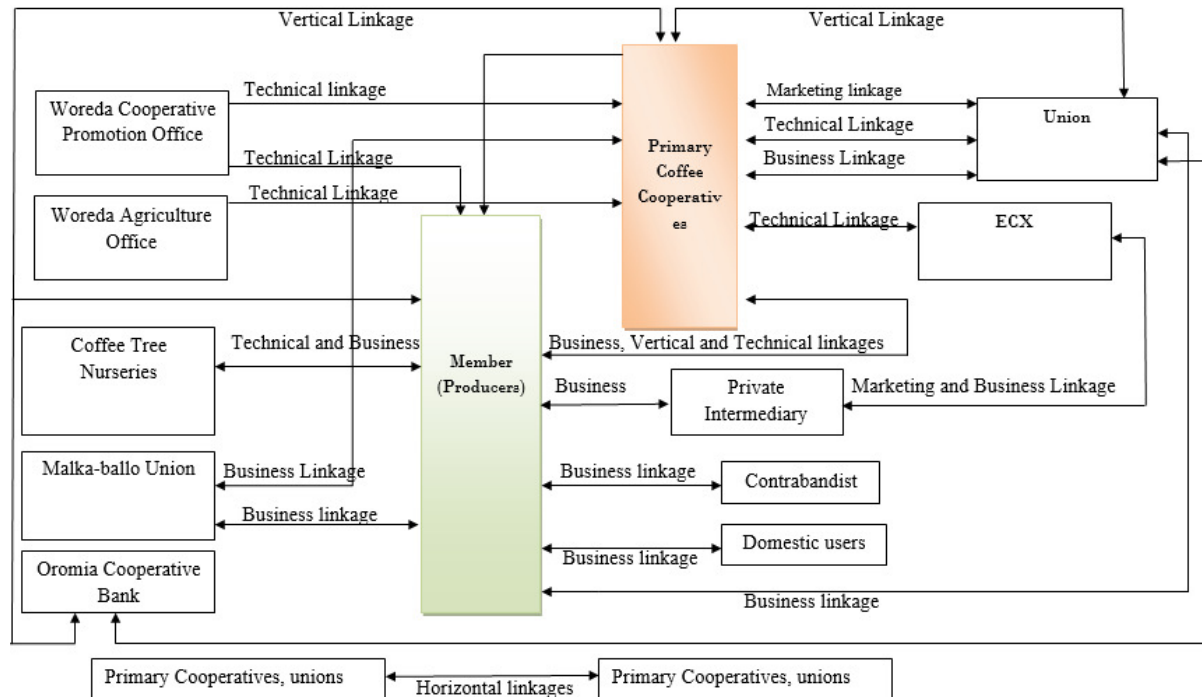 Vertical Linkage
Vertical Linkage
Technical linkage
Woreda Cooperative
Promotion Office
Technical Linkage
Technical Linkage
Woreda Agriculture
Office
Primary
Coffee
Cooperativ
es
Marketing linkage
Technical Linkage
Business Linkage
Union
Technical Linkage
ECX
Coffee Tree
Nurseries
Technical and Business
Member
(Producers)
Business, Vertical and Technical linkages
Business
Private
Intermediary
Marketing and Business Linkage
Malka-ballo Union
Business Linkage
Business linkage
Business linkage
Contrabandist
Business linkage
Domestic users
Oromia Cooperative
Bank
Business linkage
Primary Cooperatives, unions
Horizontal linkages
Primary Cooperatives, unions